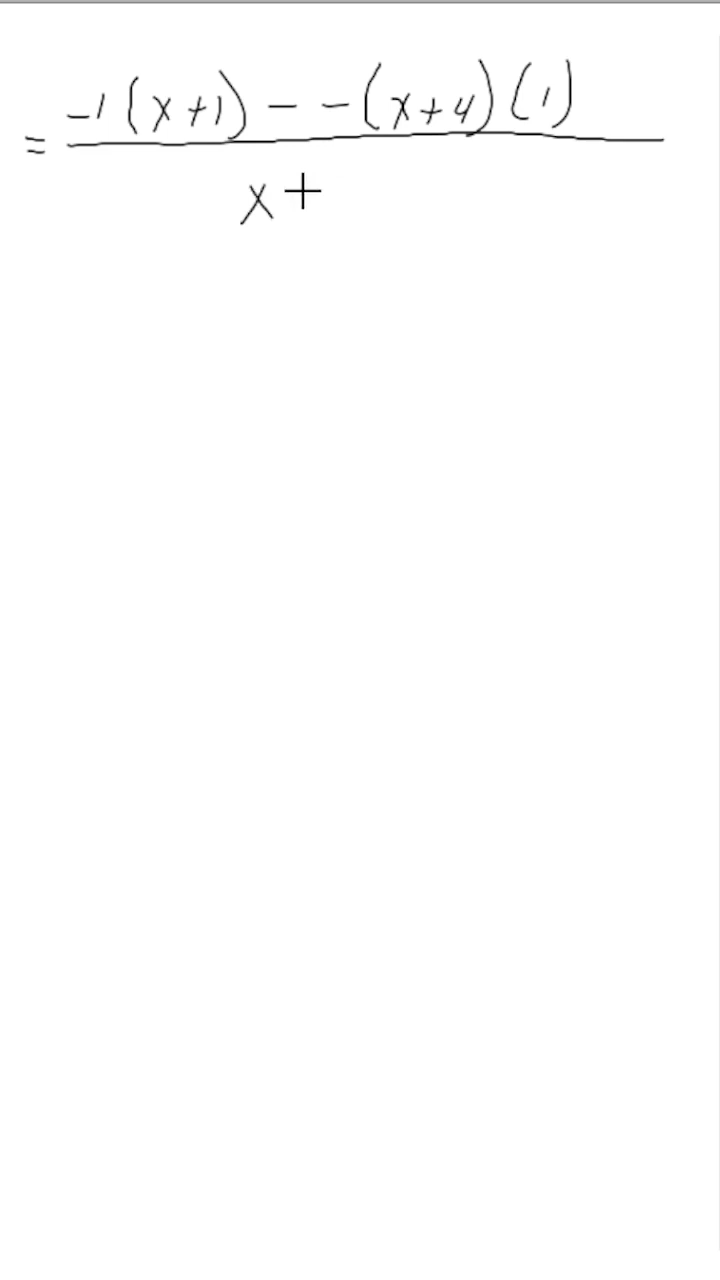 = -1(x+1) - -(x+4)(1)
x +